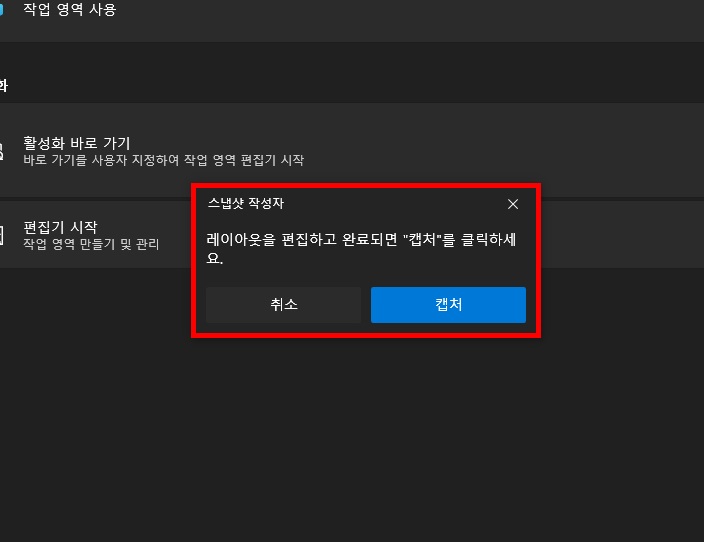 작업 영역 사용
화
활성화 바로 가기
바로 가기를 사용자 지정하여 작업 영역 편집기 시작
편집기 시작
작업 영역 만들기 및 관리
스냅샷 작성자
레이아웃을 편집하고 완료되면 "캡처"를 클릭하세
요.
취소 캡처